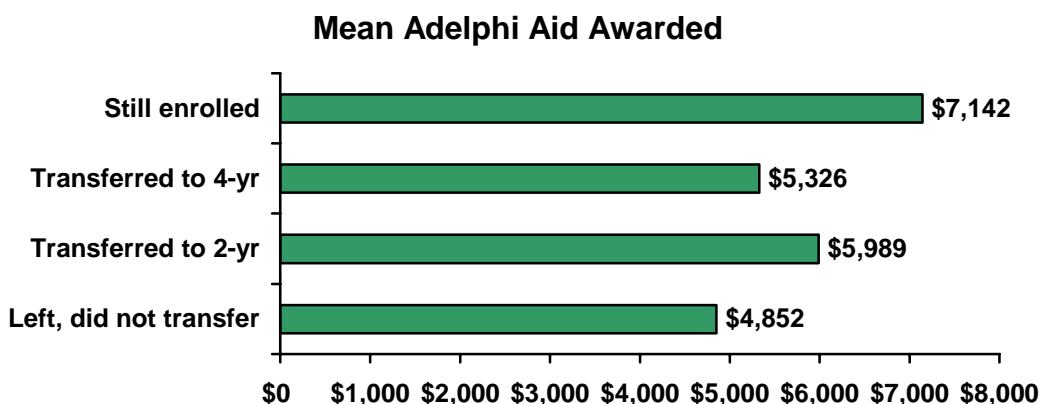 Mean Adelphi Aid Awarded
Still enrolled
$7,142
Transferred to 4-yr
$5,326
Transferred to 2-yr
$5,989
Left, did not transfer
$4,852
$0 $1,000 $2,000 $3,000 $4,000 $5,000 $6,000 $7,000 $8,000